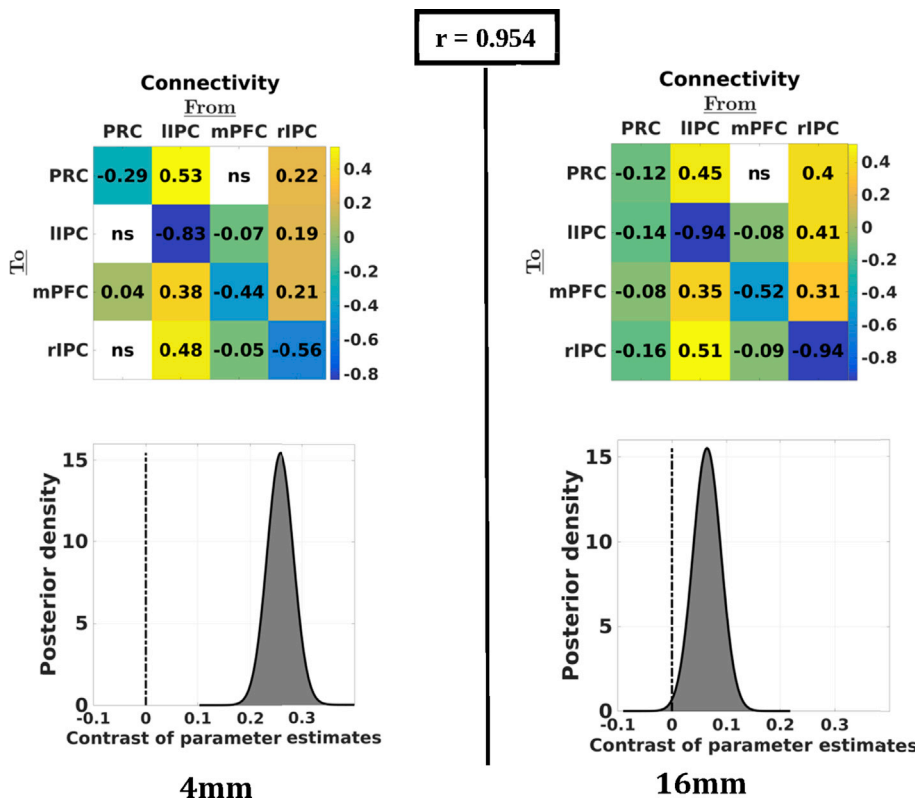 r = 0.954
Connectivity
From
PRC lIPC mPFC rIPC
PRC -0.29 0.53 ns 0.22
lIPC ns -0.83 -0.07 0.19
mPFC 0.04 0.38 -0.44 0.21
rIPC ns 0.48 -0.05 -0.56
To
0.4
0.2
0
-0.2
-0.4
-0.6
-0.8
Connectivity
From
PRC lIPC mPFC rIPC
PRC -0.12 0.45 ns 0.4
lIPC -0.14 -0.94 -0.08 0.41
mPFC -0.08 0.35 -0.52 0.31
rIPC -0.16 0.51 -0.09 -0.94
To
0.4
0.2
0
-0.2
-0.4
-0.6
-0.8
Posterior density
15
10
5
0
-0.1 0 0.1 0.2 0.3
Contrast of parameter estimates
4mm
Posterior density
15
10
5
0
-0.1 0 0.1 0.2 0.3
Contrast of parameter estimates
16mm